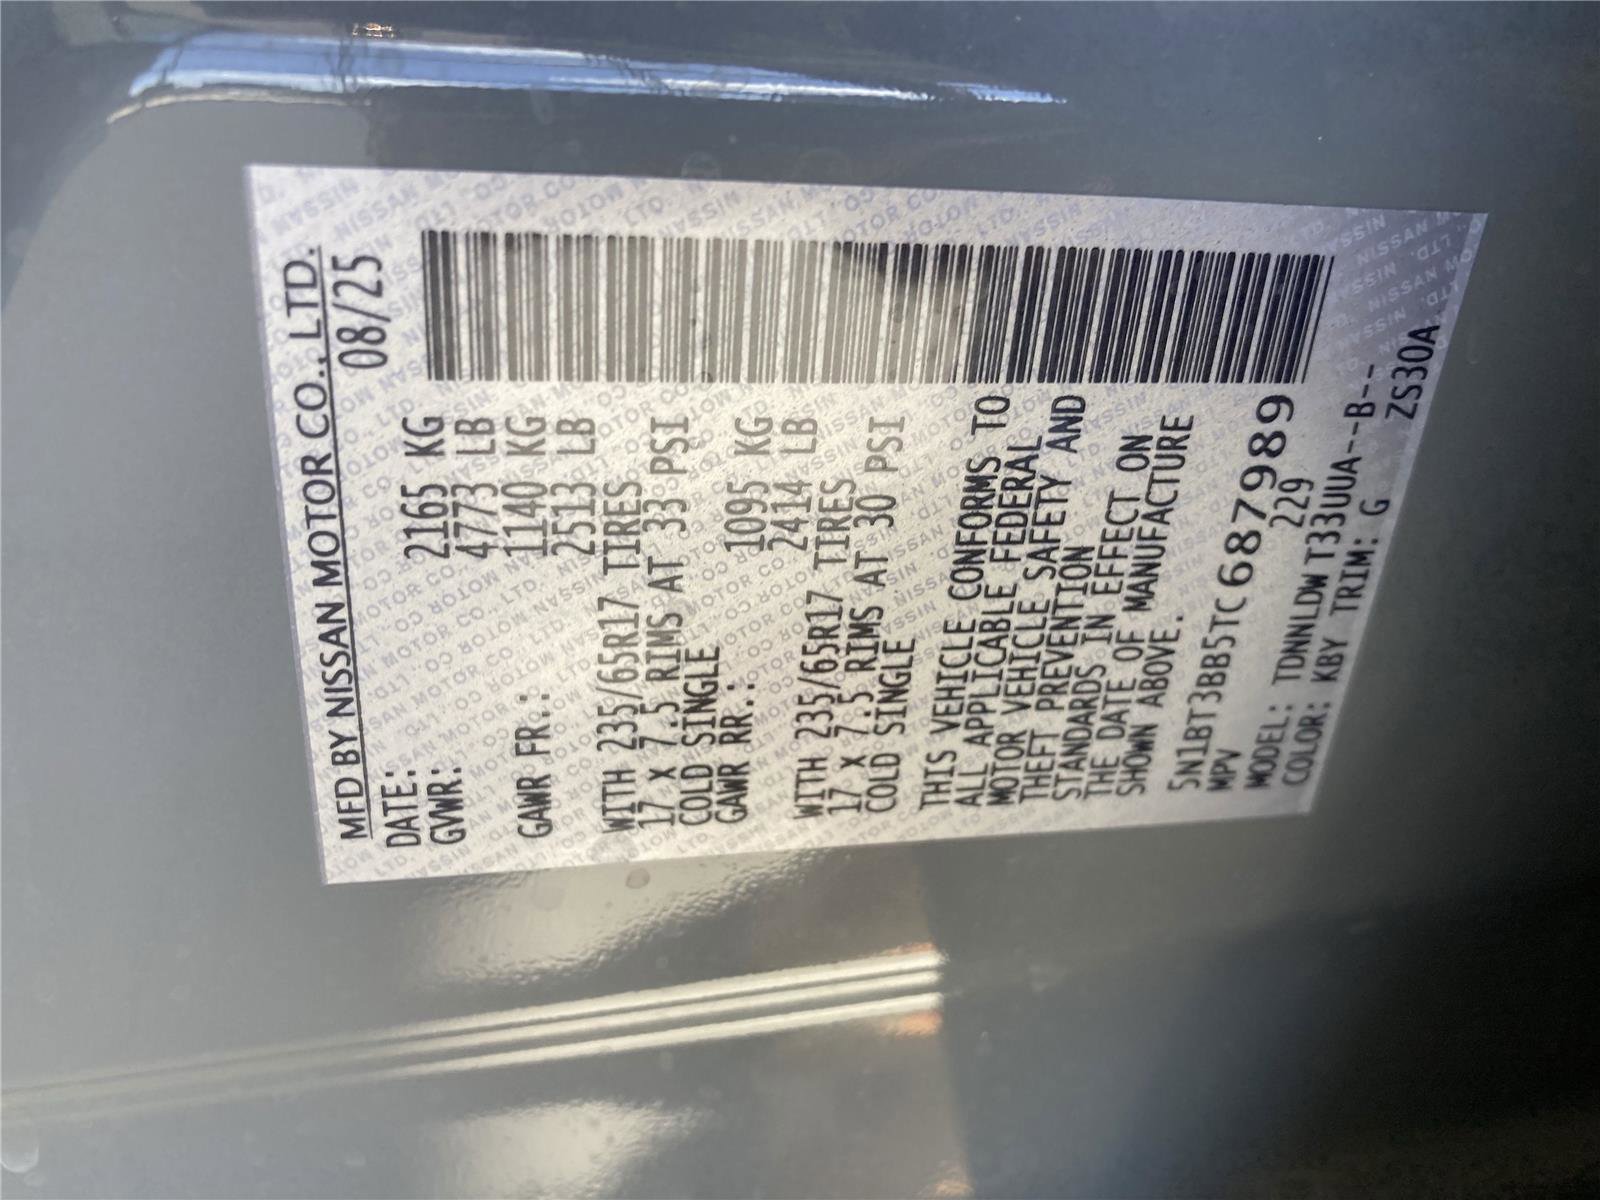 MFD BY NISSAN MOTOR CO., LTD.
DATE: 08/25
GVWR: 2165 KG
4773 LB
GAWR FR.: 1140 KG
2513 LB
WITH 235/65R17 TIRES
17 X 7.5 RIMS AT 33 PSI
COLD SINGLE
GAWR RR.: 1095 KG
2414 LB
WITH 235/65R17 TIRES
17 X 7.5 RIMS AT 30 PSI
COLD SINGLE
THIS VEHICLE CONFORMS TO
ALL APPLICABLE FEDERAL
MOTOR VEHICLE SAFETY AND
THEFT PREVENTION
STANDARDS IN EFFECT ON
THE DATE OF MANUFACTURE
SHOWN ABOVE.
5N1BT3BB5TC687989
MPV 229
MODEL: TDNNLDW T33UUA--B--
COLOR: KBY TRIM: G ZS30A